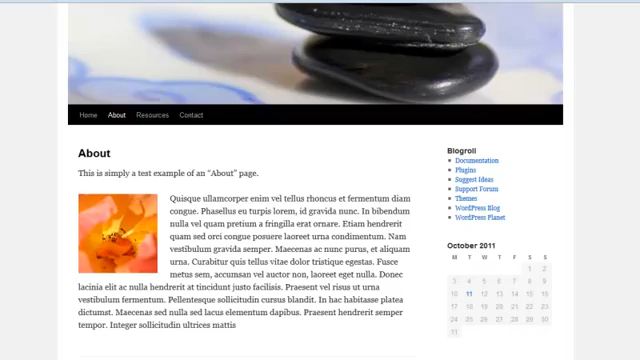 Home About Resources Contact
About
This is simply a test example of an "About" page.
Quisque ullamcorper enim vel tellus rhoncus et fermentum diam
congue. Phasellus eu turpis lorem, id gravida nunc. In bibendum
nulla vel quam pretium a fringilla erat ornare. Etiam hendrerit
quam sed orci congue posuere laoreet urna condimentum. Nam
vestibulum gravida semper. Maecenas ac nunc purus, et aliquam
urna. Curabitur quis tellus vitae dolor tristique egestas. Fusce
metus sem, accumsan vel auctor non, laoreet eget nulla. Donec
lacinia elit ac nulla hendrerit at tincidunt justo facilisis. Praesent vel risus ut urna
vestibulum fermentum. Pellentesque sollicitudin cursus blandit. In hac habitasse platea
dictumst. Maecenas sed nulla sed lacus elementum dapibus. Praesent hendrerit semper
tempor. Integer sollicitudin ultrices mattis
Blogroll
Documentation
Plugins
Suggest Ideas
Support Forum
Themes
WordPress Blog
WordPress Planet
October 2011
M T W T F S S
1 2
3 4 5 6 7 8 9
10 11 12 13 14 15 16
17 18 19 20 21 22 23
24 25 26 27 28 29 30
31